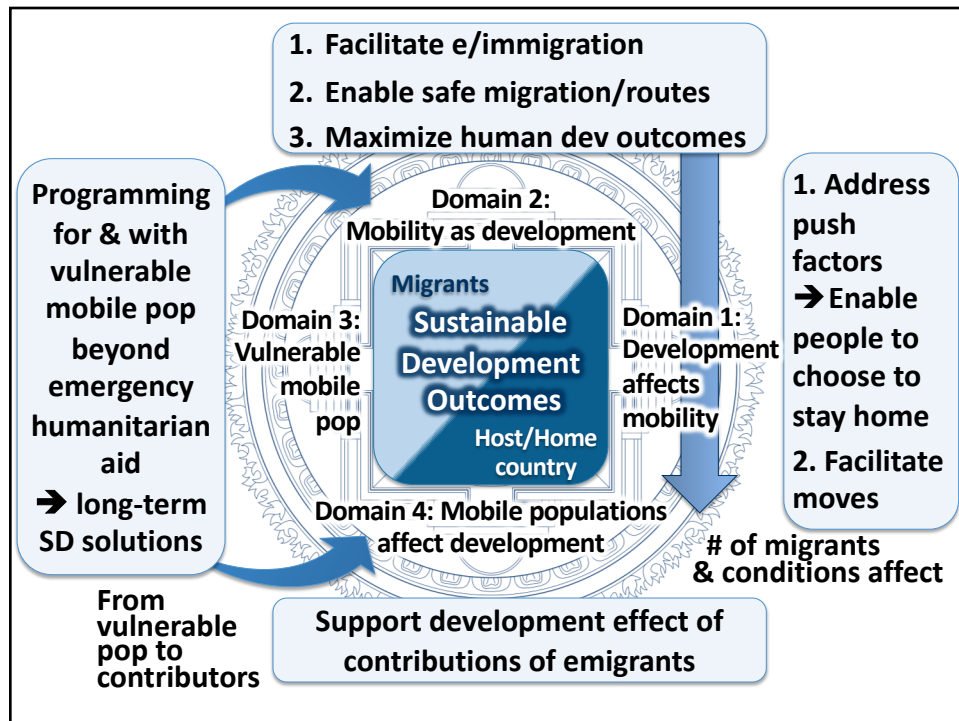 1. Facilitate e/immigration
2. Enable safe migration/routes
3. Maximize human dev outcomes
Programming
for & with
vulnerable
mobile pop
beyond
emergency
humanitarian
aid
➔ long-term
SD solutions
Domain 2:
Mobility as development
Migrants
Sustainable
Development
Outcomes
Host/Home
country
Domain 3:
Vulnerable
mobile
pop
Domain 1:
Development
affects
mobility
1. Address
push
factors
➔ Enable
people to
choose to
stay home
2. Facilitate
moves
Domain 4: Mobile populations
affect development
# of migrants
& conditions affect
From
vulnerable
pop to
contributors
Support development effect of
contributions of emigrants